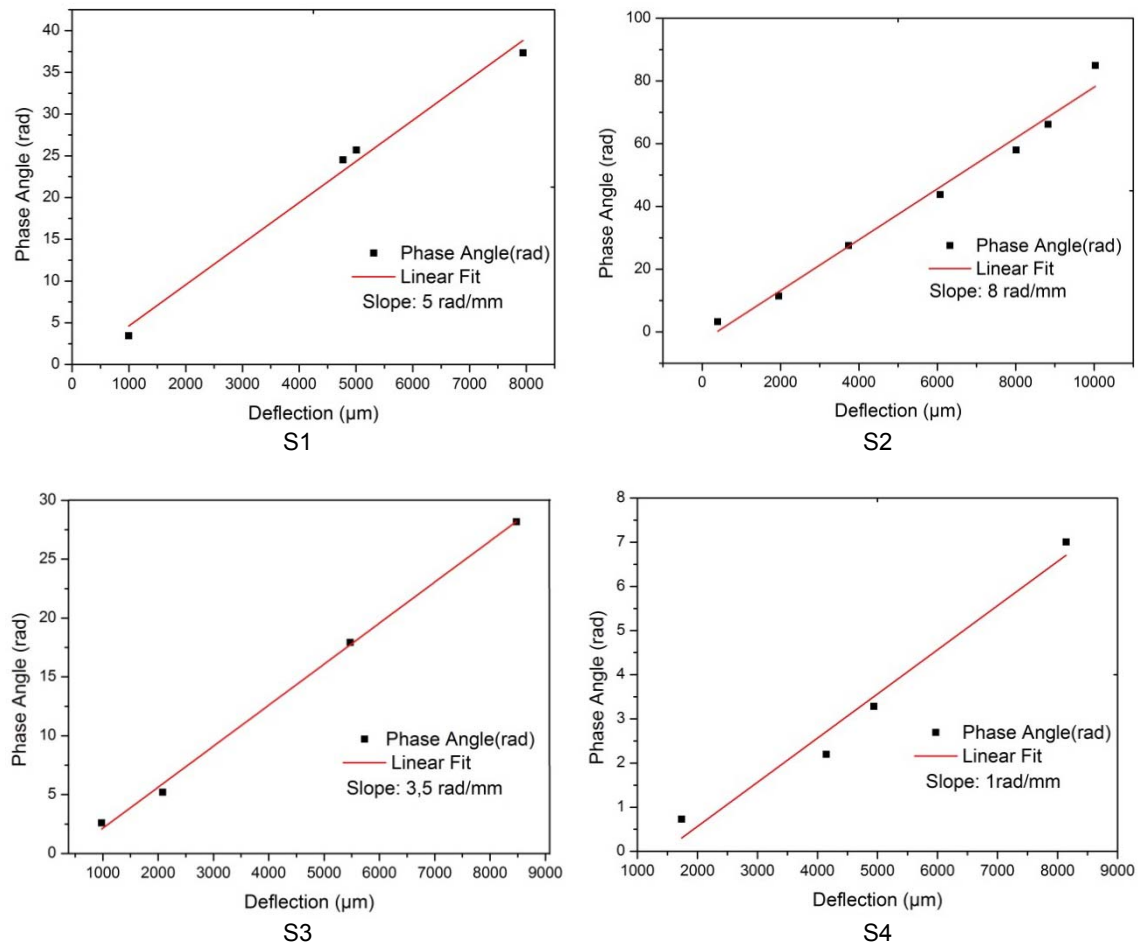 40
35
30
25
20
15
10
5
0
Phase Angle (rad)
Phase Angle(rad)
Linear Fit
Slope: 5 rad/mm
0 1000 2000 3000 4000 5000 6000 7000 8000
Deflection (µm)
S1
100
80
60
40
20
0
Phase Angle (rad)
Phase Angle(rad)
Linear Fit
Slope: 8 rad/mm
0 2000 4000 6000 8000 10000
Deflection (µm)
S2
30
25
20
15
10
5
0
Phase Angle (rad)
Phase Angle(rad)
Linear Fit
Slope: 3,5 rad/mm
1000 2000 3000 4000 5000 6000 7000 8000 9000
Deflection (µm)
S3
8
7
6
5
4
3
2
1
0
Phase Angle (rad)
Phase Angle(rad)
Linear Fit
Slope: 1rad/mm
1000 2000 3000 4000 5000 6000 7000 8000 9000
Deflection (µm)
S4